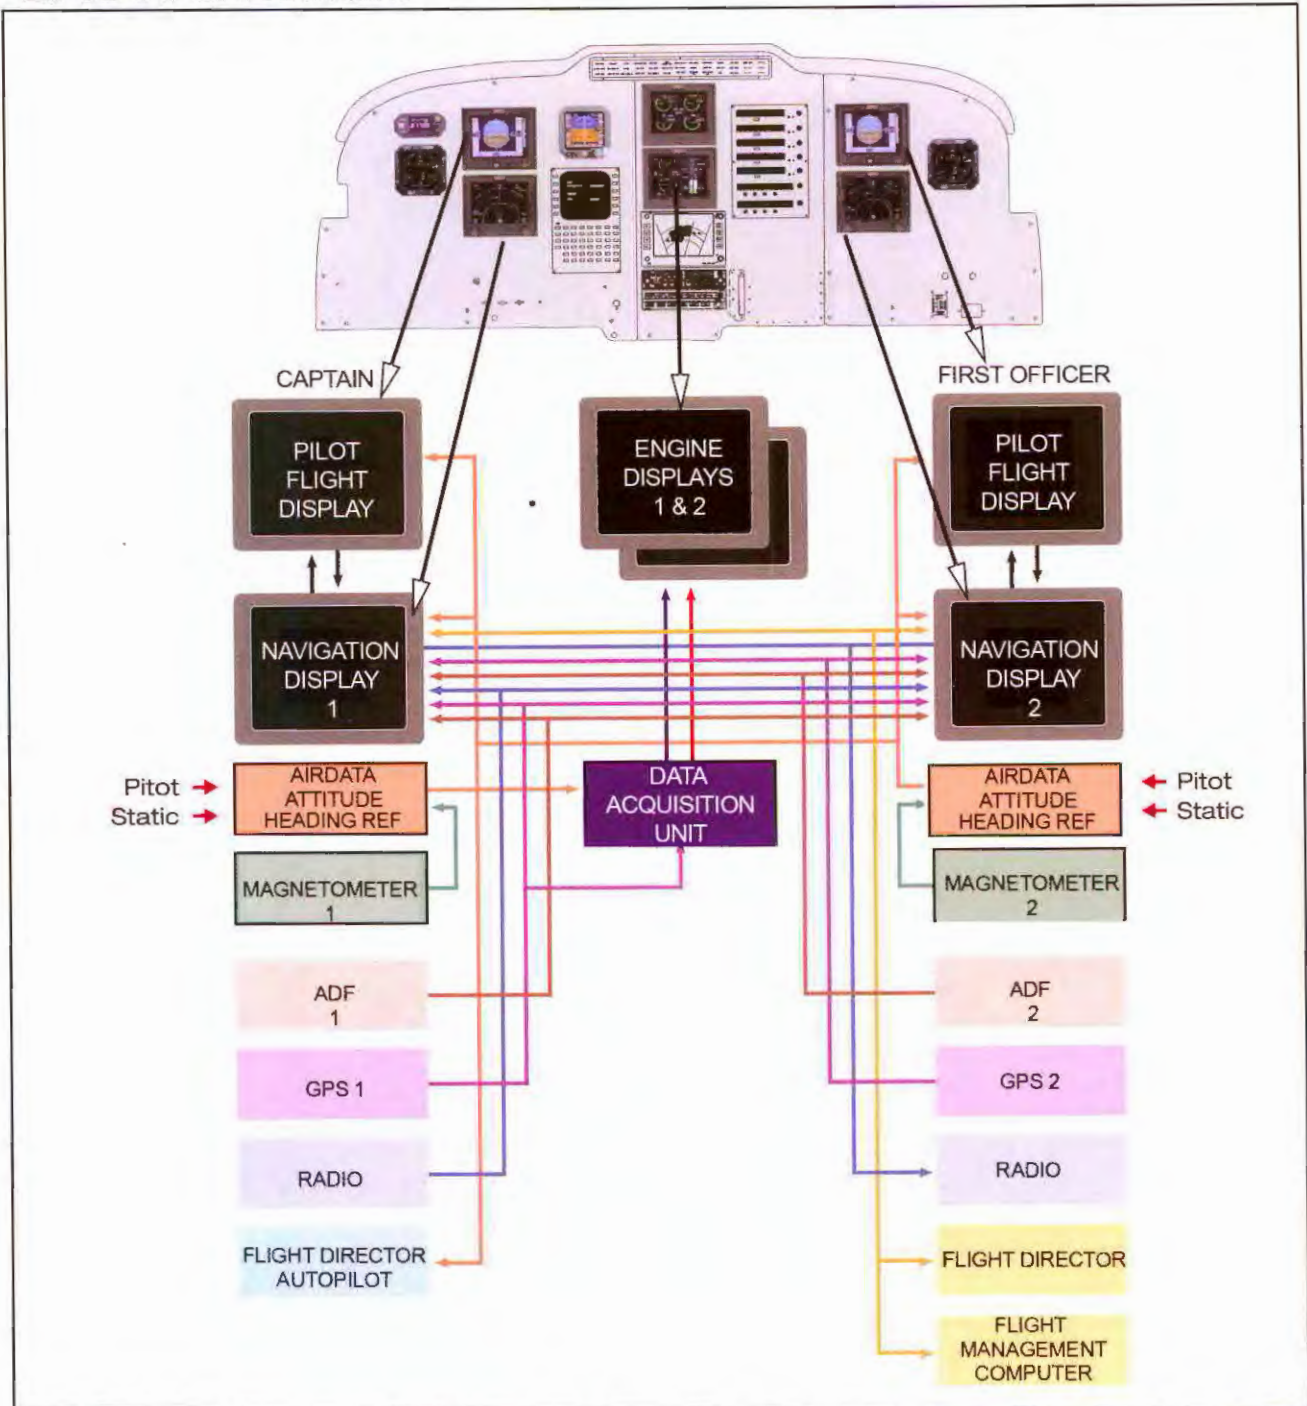 CAPTAIN
FIRST OFFICER
PILOT
FLIGHT
DISPLAY
ENGINE
DISPLAYS
1 & 2
PILOT
FLIGHT
DISPLAY
NAVIGATION
DISPLAY
1
NAVIGATION
DISPLAY
2
Pitot
Static
AIRDATA
ATTITUDE
HEADING REF
DATA
ACQUISITION
UNIT
AIRDATA
ATTITUDE
HEADING REF
Pitot
Static
MAGNETOMETER
1
MAGNETOMETER
2
ADF
1
ADF
2
GPS 1
GPS 2
RADIO
RADIO
FLIGHT DIRECTOR
AUTOPILOT
FLIGHT DIRECTOR
FLIGHT
MANAGEMENT
COMPUTER